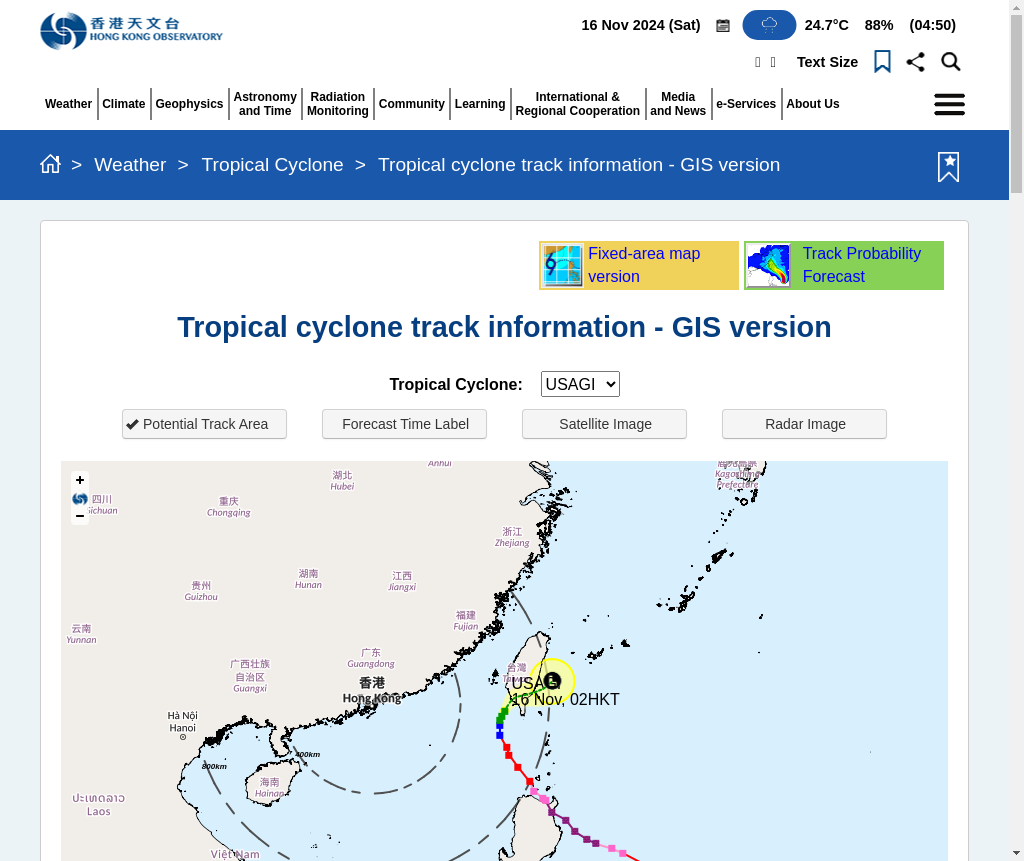 香港天文台
HONG KONG OBSERVATORY
16 Nov 2024 (Sat)
24.7°C
88%
(04:50)
Text Size
Weather
Climate
Geophysics
Astronomy
and Time
Radiation
Monitoring
Community
Learning
International &
Regional Cooperation
Media
and News
e-Services
About Us
> Weather > Tropical Cyclone > Tropical cyclone track information - GIS version
Fixed-area map
version
Track Probability
Forecast
Tropical cyclone track information - GIS version
Tropical Cyclone:
USAGI
Potential Track Area
Forecast Time Label
Satellite Image
Radar Image
+
−
Anhui
湖北
Hubei
Kagoshima
Prefecture
四川
Sichuan
重庆
Chongqing
浙江
Zhejiang
湖南
Hunan
江西
Jiangxi
贵州
Guizhou
福建
Fujian
云南
Yunnan
广东
Guangdong
广西壮族
自治区
Guangxi
台灣
香港
Hong Kong
USAGI
16 Nov, 02HKT
Hà Nội
Hanoi
400km
800km
海南
Hainan
ປະເທດລາວ
Laos
Việt Nam